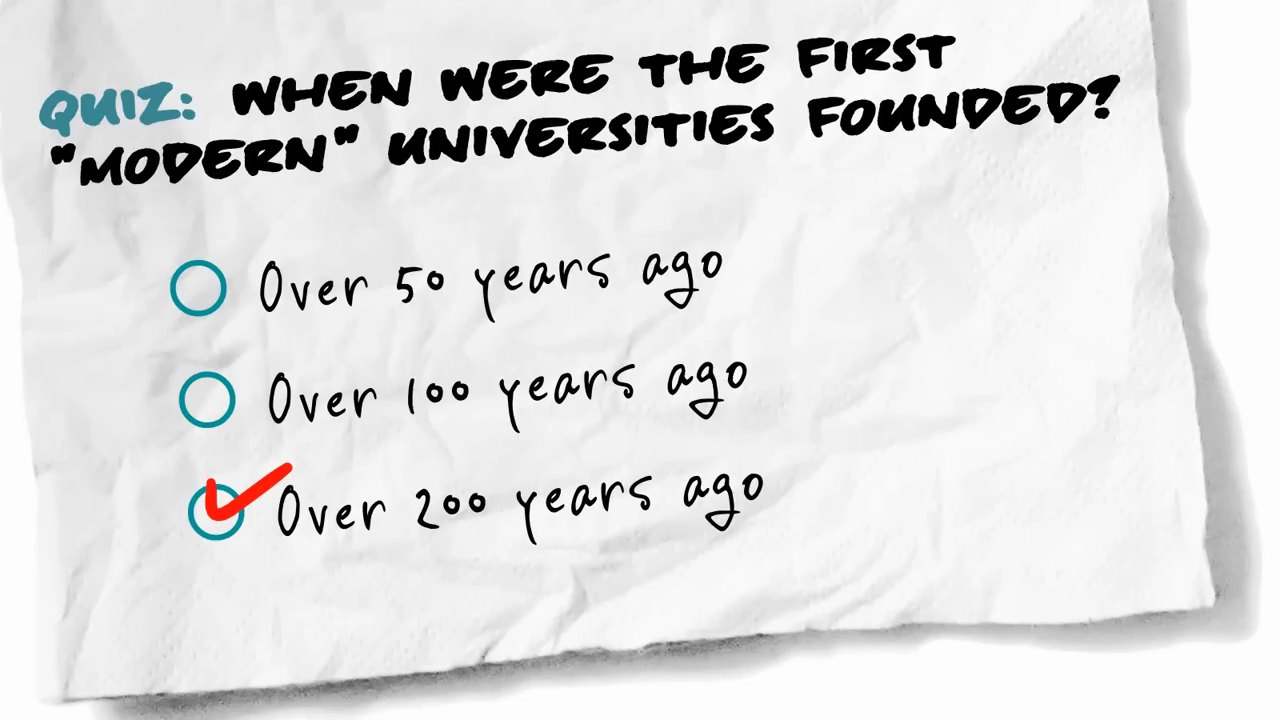 QUIZ: WHEN WERE THE FIRST
"MODERN" UNIVERSITIES FOUNDED?
Over 50 years ago
Over 100 years ago
Over 200 years ago